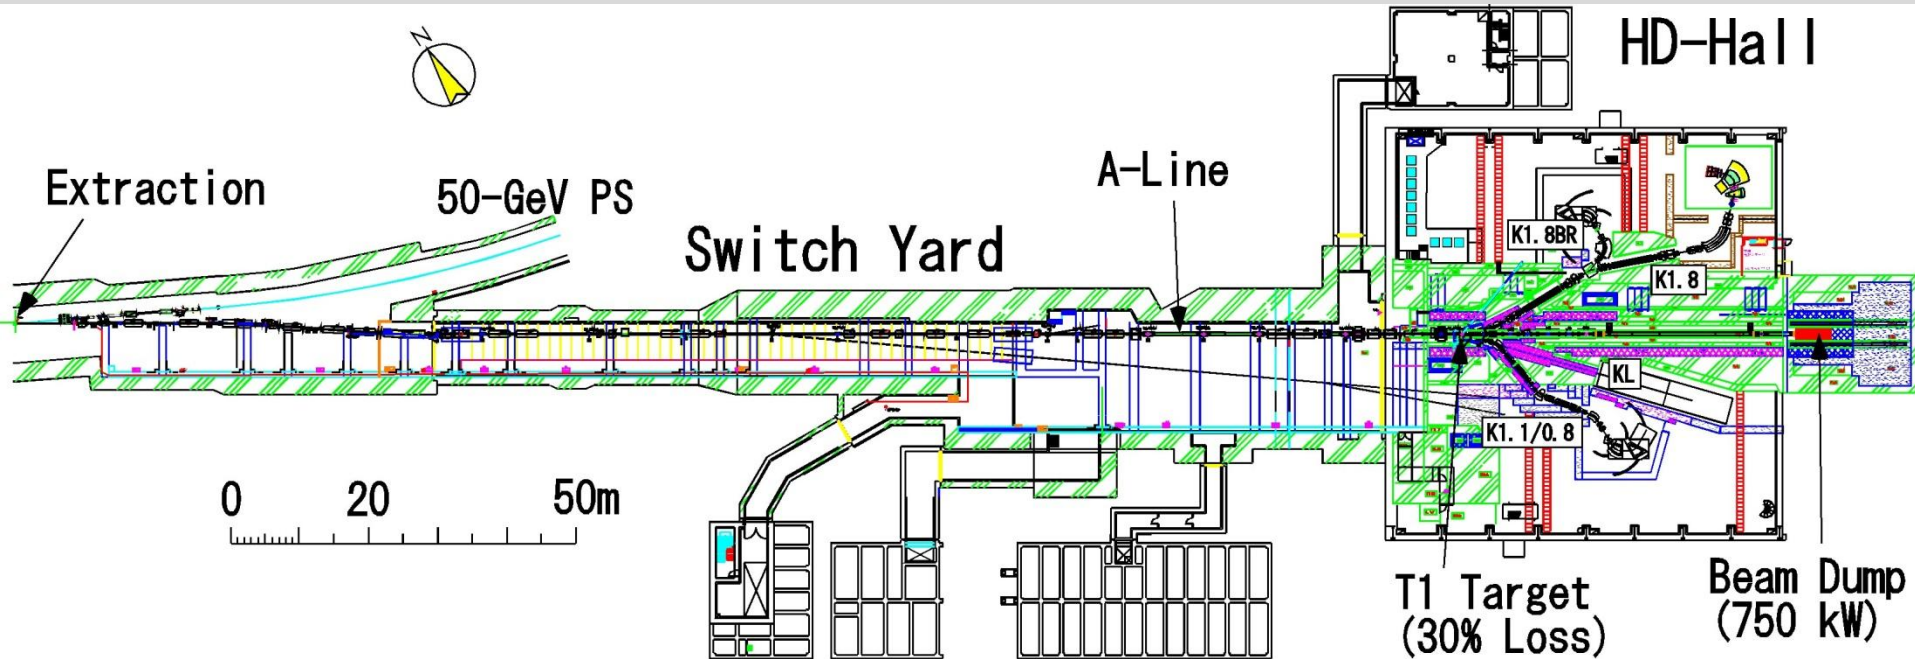 N
HD-Hall
Extraction
50-GeV PS
A-Line
Switch Yard
K1.8BR
K1.8
KL
K1.1/0.8
0 20 50m
T1 Target
(30% Loss)
Beam Dump
(750 kW)